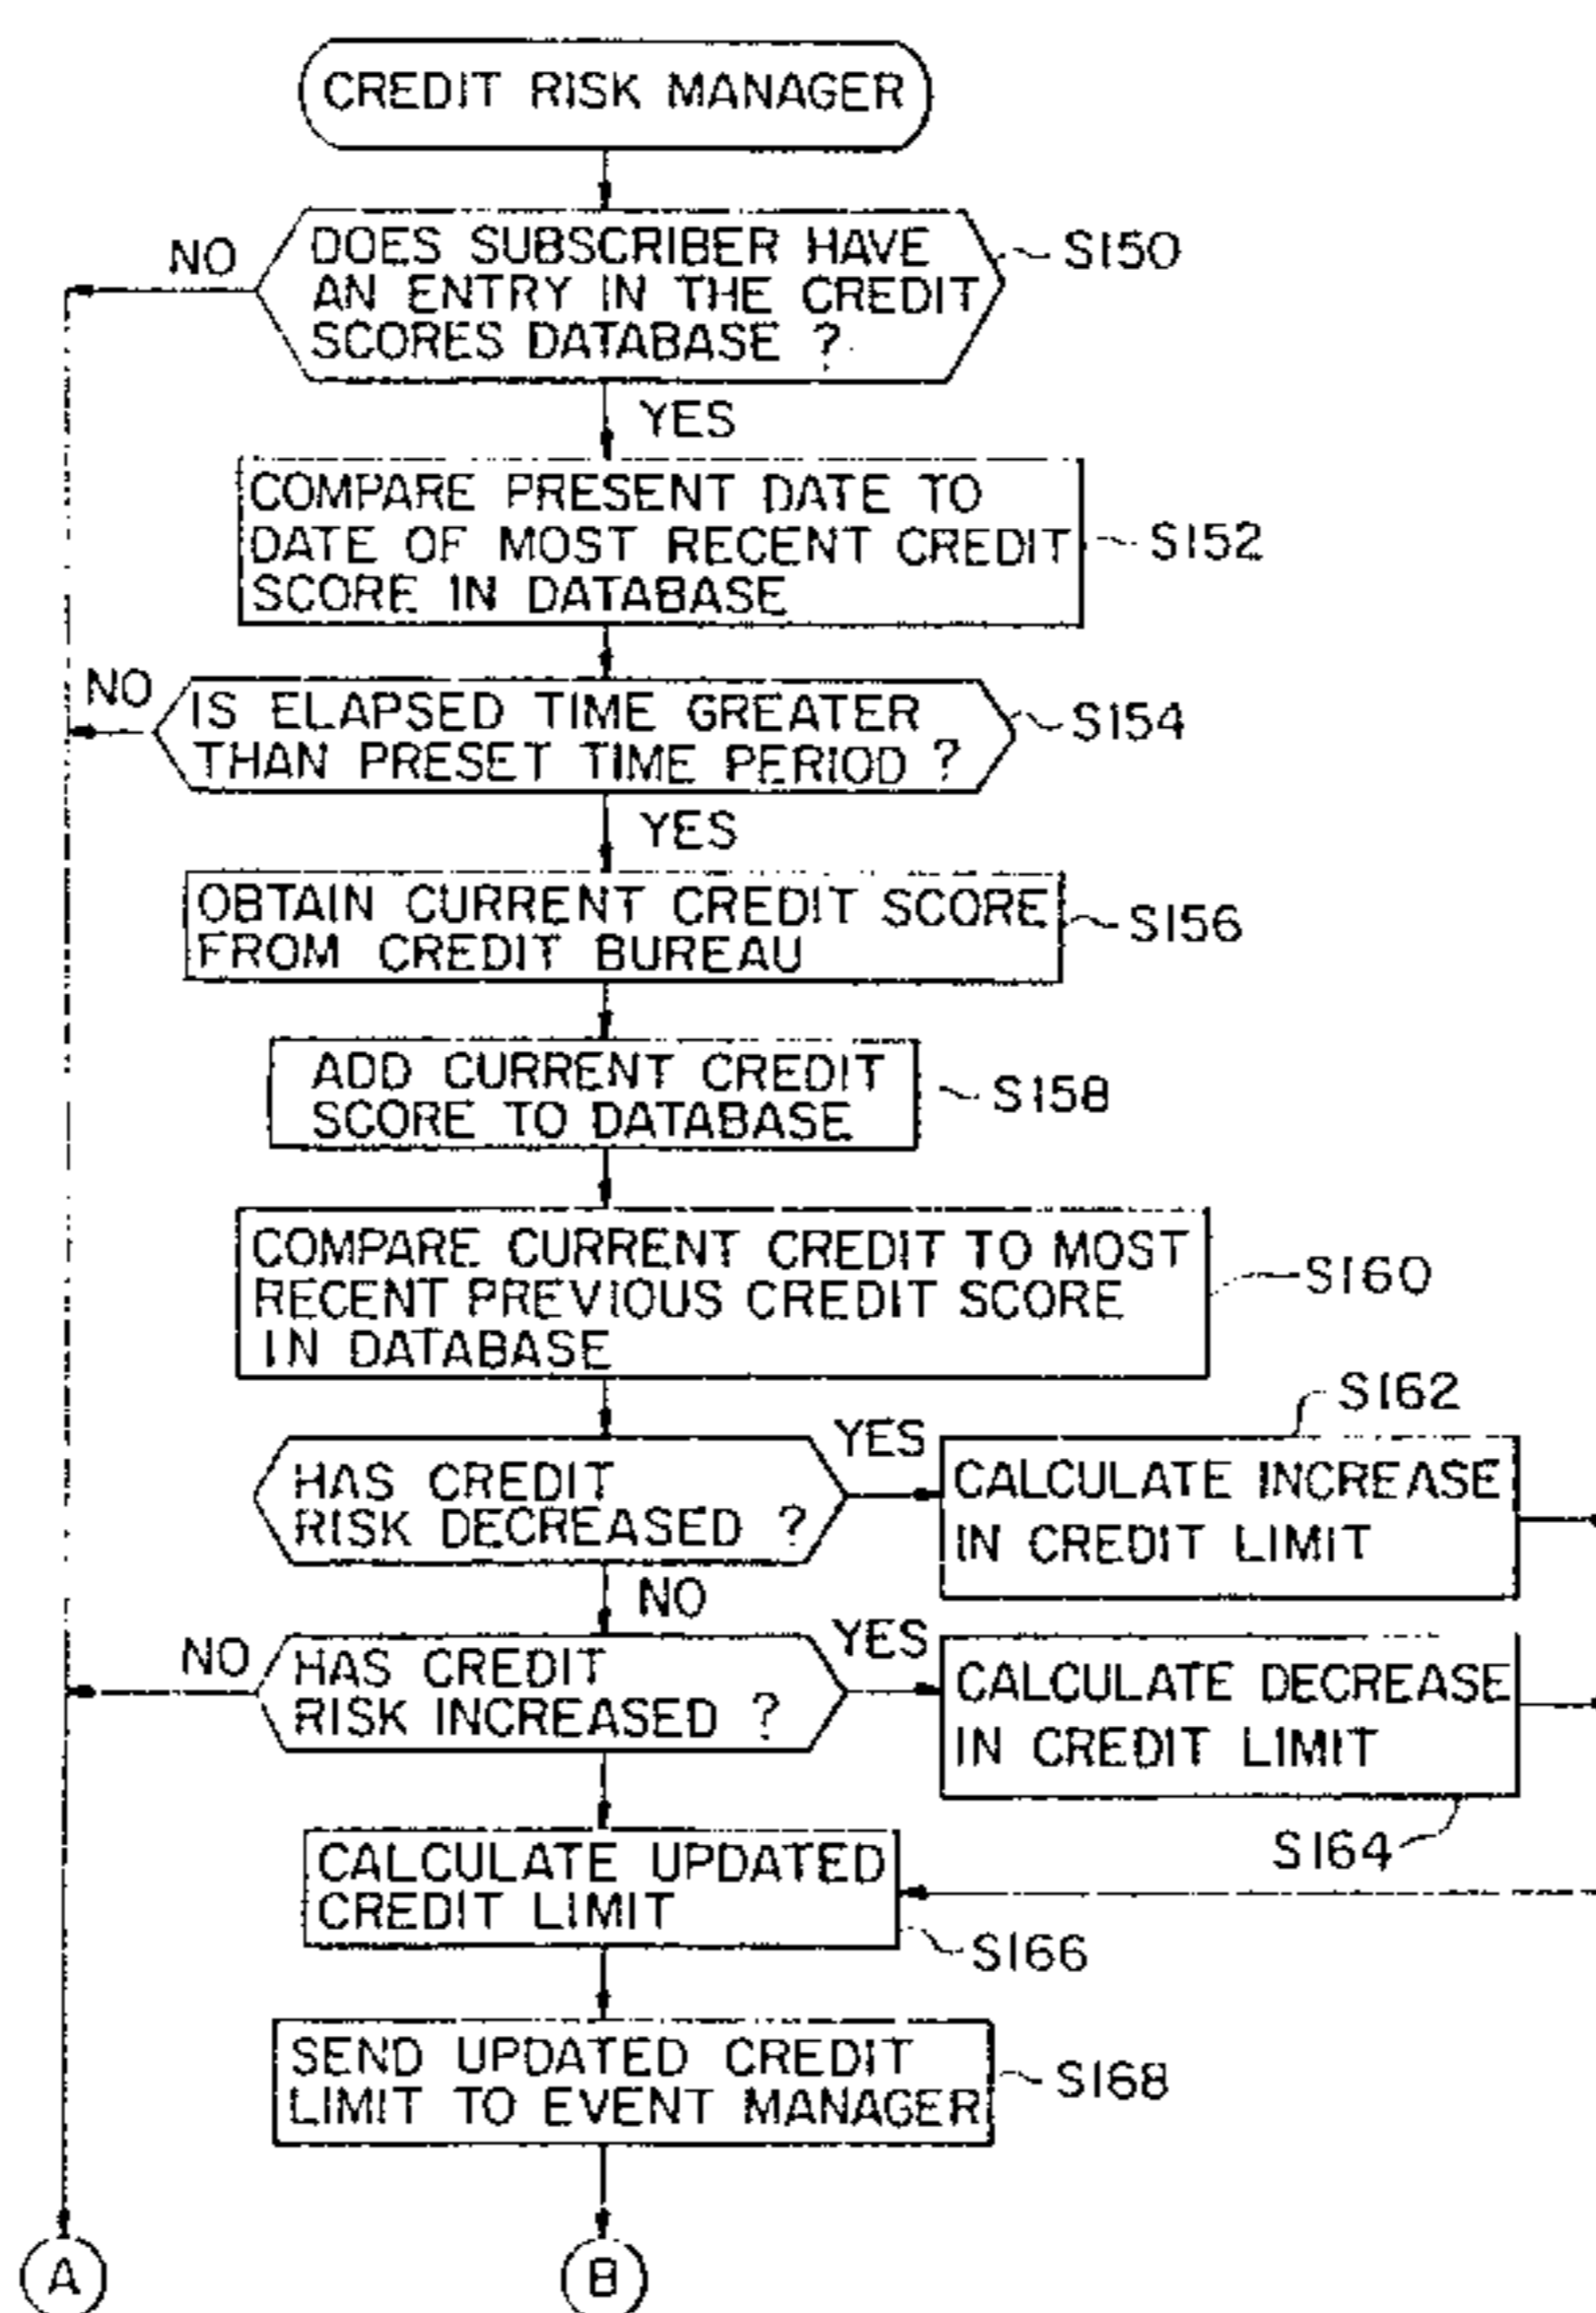 CREDIT RISK MANAGER
NO
DOES SUBSCRIBER HAVE
AN ENTRY IN THE CREDIT
SCORES DATABASE ?
S150
YES
COMPARE PRESENT DATE TO
DATE OF MOST RECENT CREDIT
SCORE IN DATABASE
S152
NO
IS ELAPSED TIME GREATER
THAN PRESET TIME PERIOD ?
S154
YES
OBTAIN CURRENT CREDIT SCORE
FROM CREDIT BUREAU
S156
ADD CURRENT CREDIT
SCORE TO DATABASE
S158
COMPARE CURRENT CREDIT TO MOST
RECENT PREVIOUS CREDIT SCORE
IN DATABASE
S160
HAS CREDIT
RISK DECREASED ?
YES
S162
CALCULATE INCREASE
IN CREDIT LIMIT
NO
NO
HAS CREDIT
RISK INCREASED ?
YES
CALCULATE DECREASE
IN CREDIT LIMIT
S164
CALCULATE UPDATED
CREDIT LIMIT
S166
SEND UPDATED CREDIT
LIMIT TO EVENT MANAGER
S168
A
B